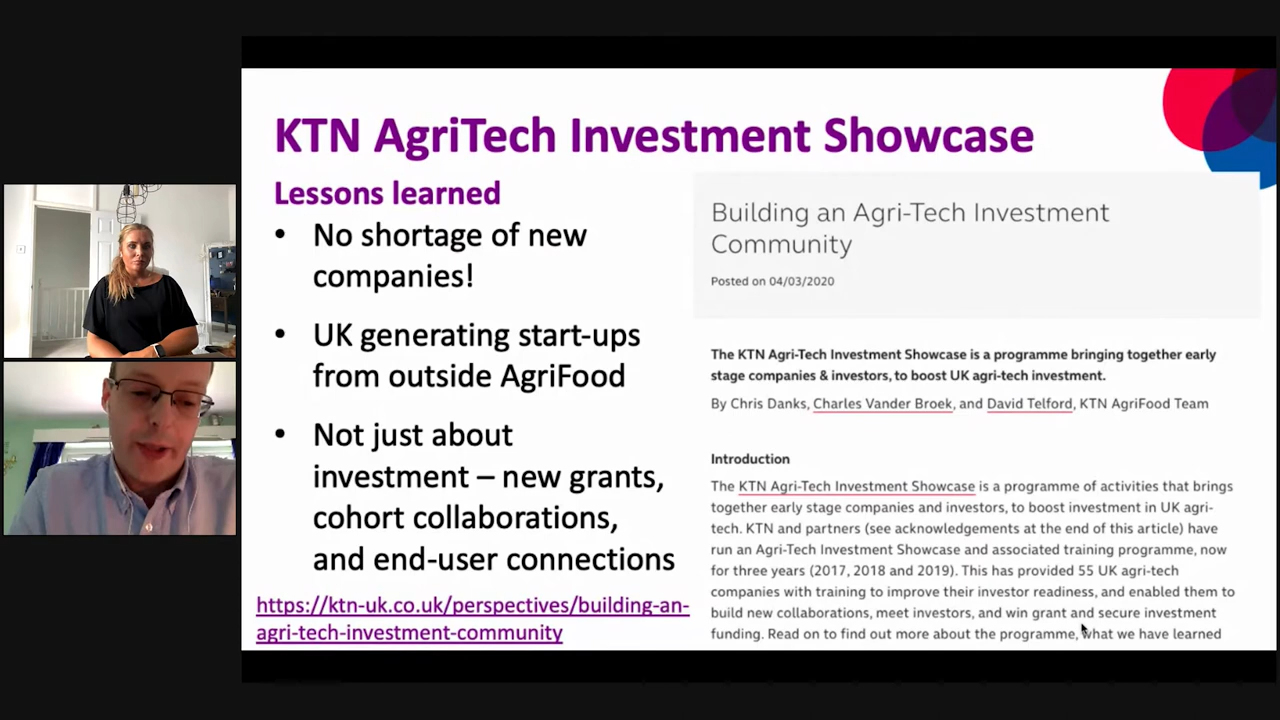 KTN AgriTech Investment Showcase
Lessons learned
• No shortage of new
companies!
• UK generating start-ups
from outside AgriFood
• Not just about
investment – new grants,
cohort collaborations,
and end-user connections
https://ktn-uk.co.uk/perspectives/building-an-
agri-tech-investment-community
Building an Agri-Tech Investment
Community
Posted on 04/03/2020
The KTN Agri-Tech Investment Showcase is a programme bringing together early
stage companies & investors, to boost UK agri-tech investment.
By Chris Danks, Charles Vander Broek, and David Telford, KTN AgriFood Team
Introduction
The KTN Agri-Tech Investment Showcase is a programme of activities that brings
together early stage companies and investors, to boost investment in UK agri-
tech. KTN and partners (see acknowledgements at the end of this article) have
run an Agri-Tech Investment Showcase and associated training programme, now
for three years (2017, 2018 and 2019). This has provided 55 UK agri-tech
companies with training to improve their investor readiness, and enabled them to
build new collaborations, meet investors, and win grant and secure investment
funding. Read on to find out more about the programme, what we have learned